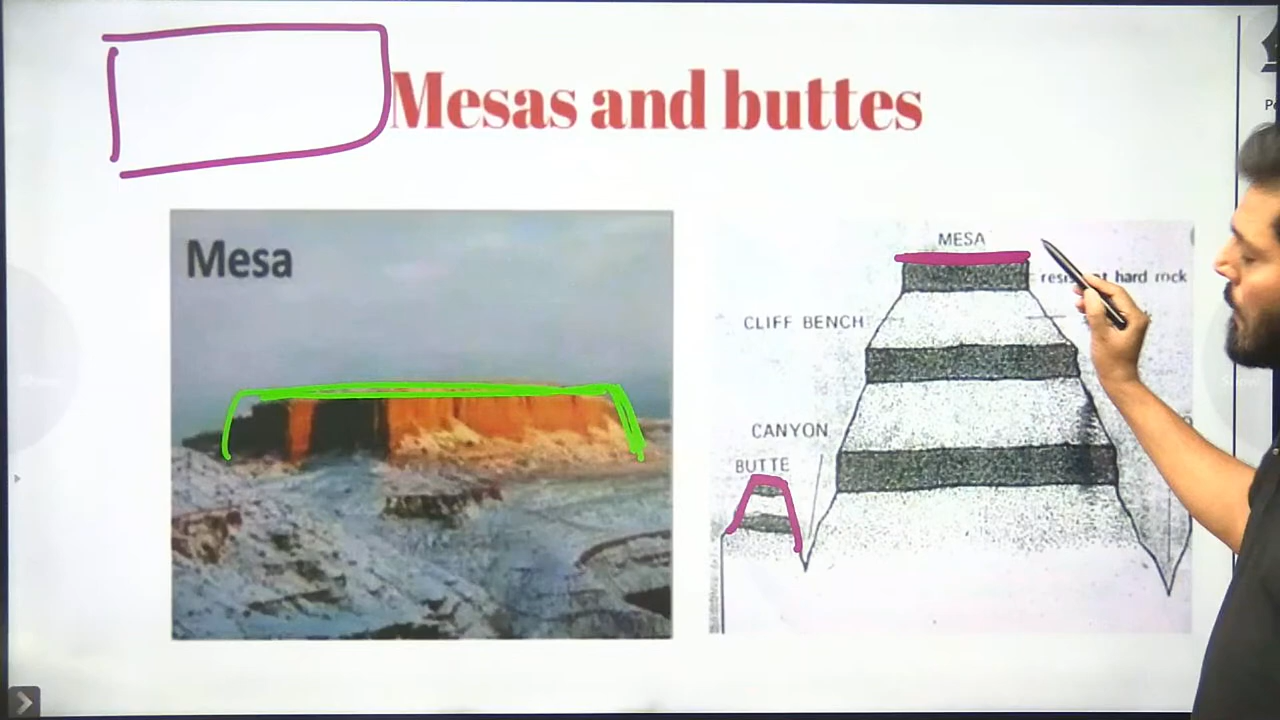 Mesas and buttes
Mesa
MESA
hard rock
CLIFF BENCH
CANYON
BUTTE